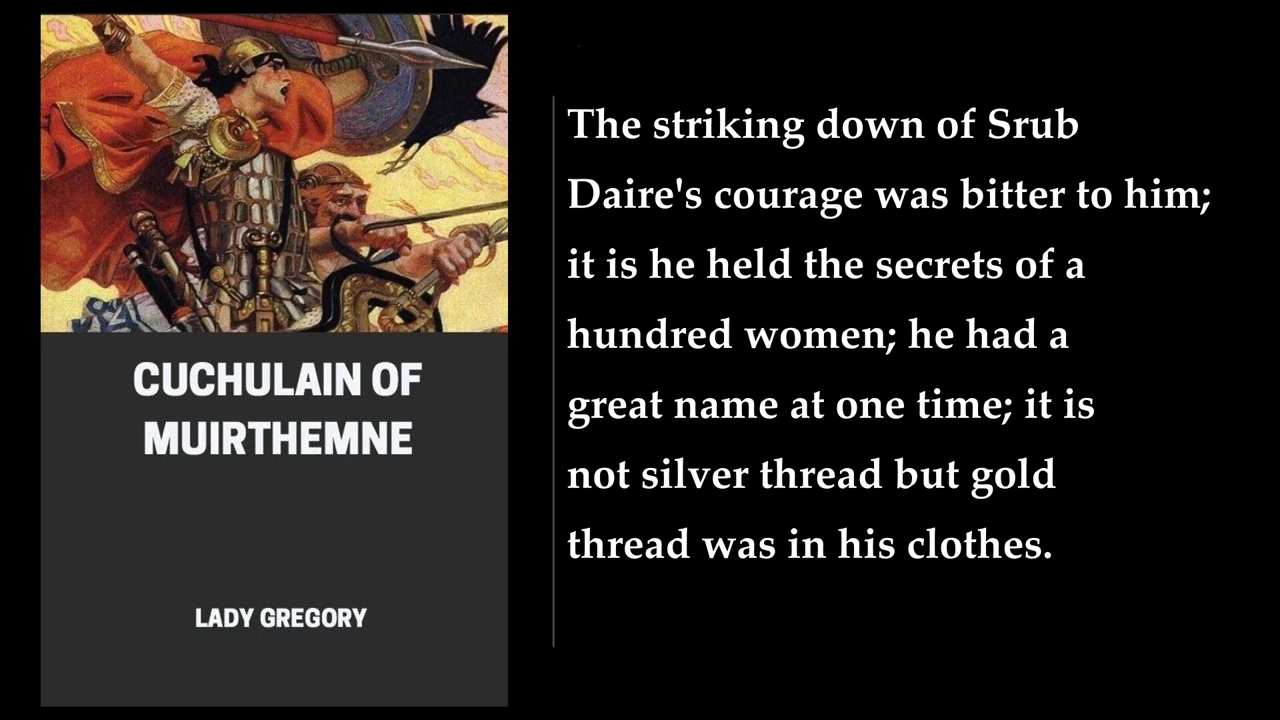 CUCHULAIN OF
MUIRTHEMNE
LADY GREGORY
The striking down of Srub
Daire's courage was bitter to him;
it is he held the secrets of a
hundred women; he had a
great name at one time; it is
not silver thread but gold
thread was in his clothes.